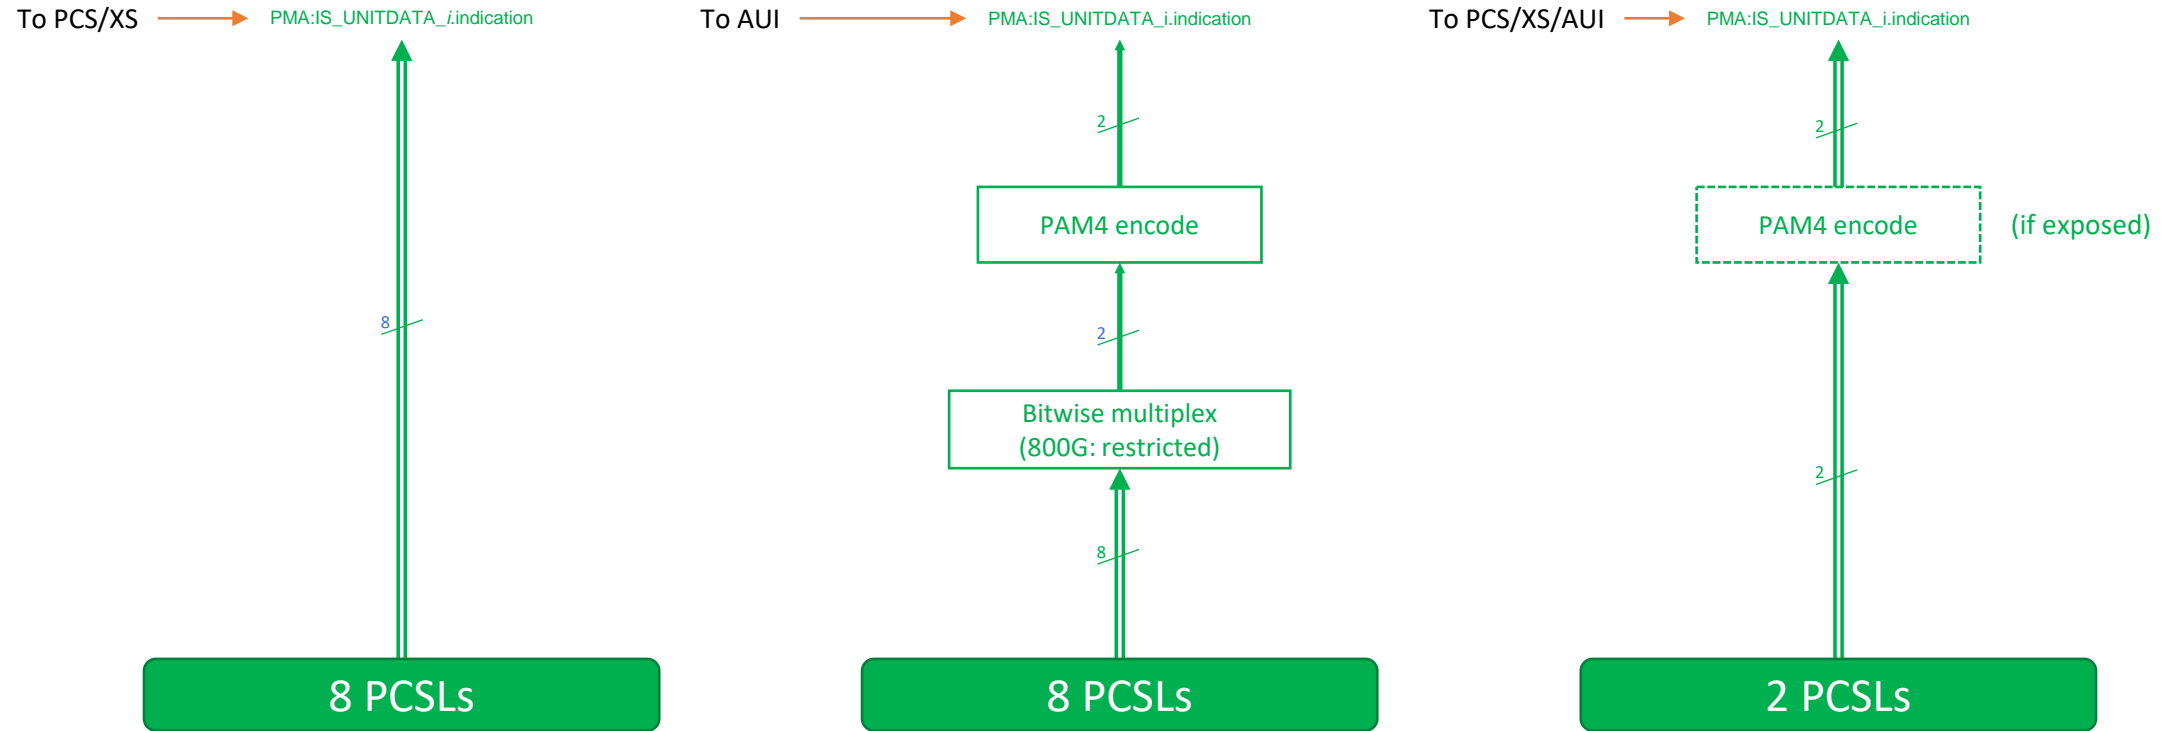 To PCS/XS
PMA:IS_UNITDATA_i.indication
To AUI
PMA:IS_UNITDATA_i.indication
To PCS/XS/AUI
PMA:IS_UNITDATA_i.indication
2
2
PAM4 encode
PAM4 encode
(if exposed)
8
2
Bitwise multiplex
(800G: restricted)
2
8
8 PCSLs
8 PCSLs
2 PCSLs